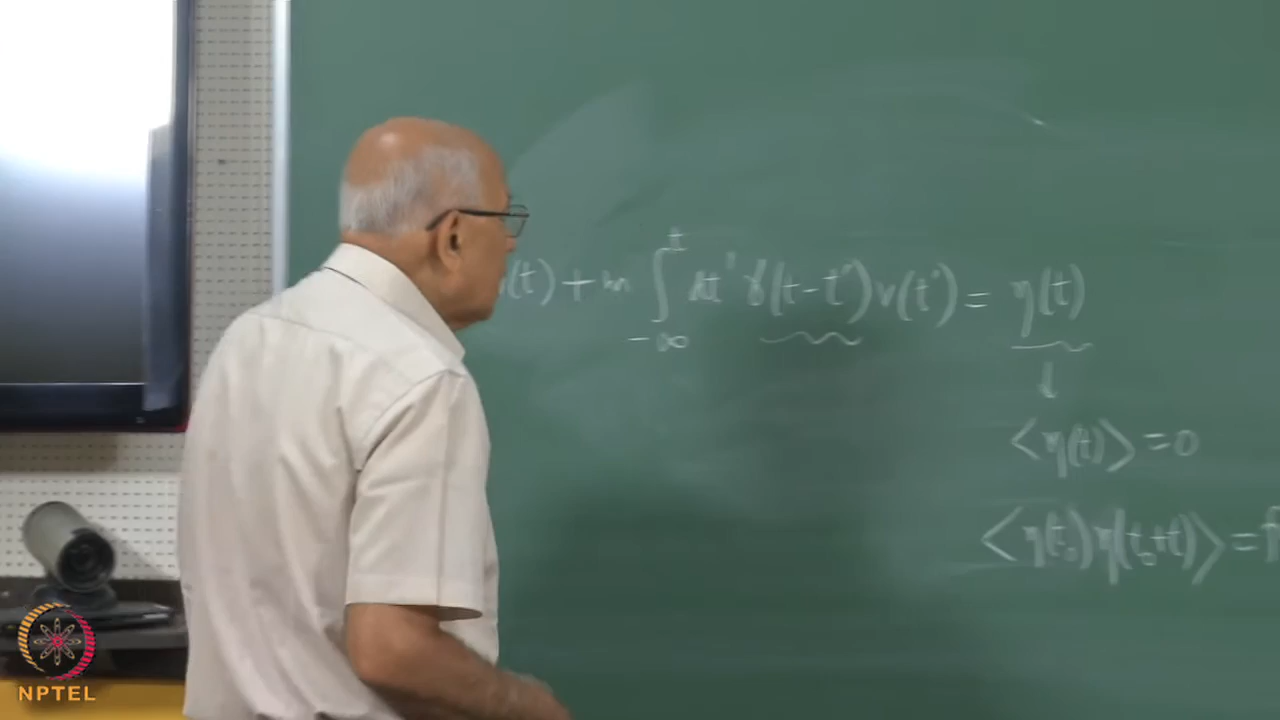 (t) + m ∫_{-∞}^{t} dt' γ(t-t') v(t') = η(t)
↓
<η(t)> = 0
<η(t₀) η(t₀+t)> = f
NPTEL